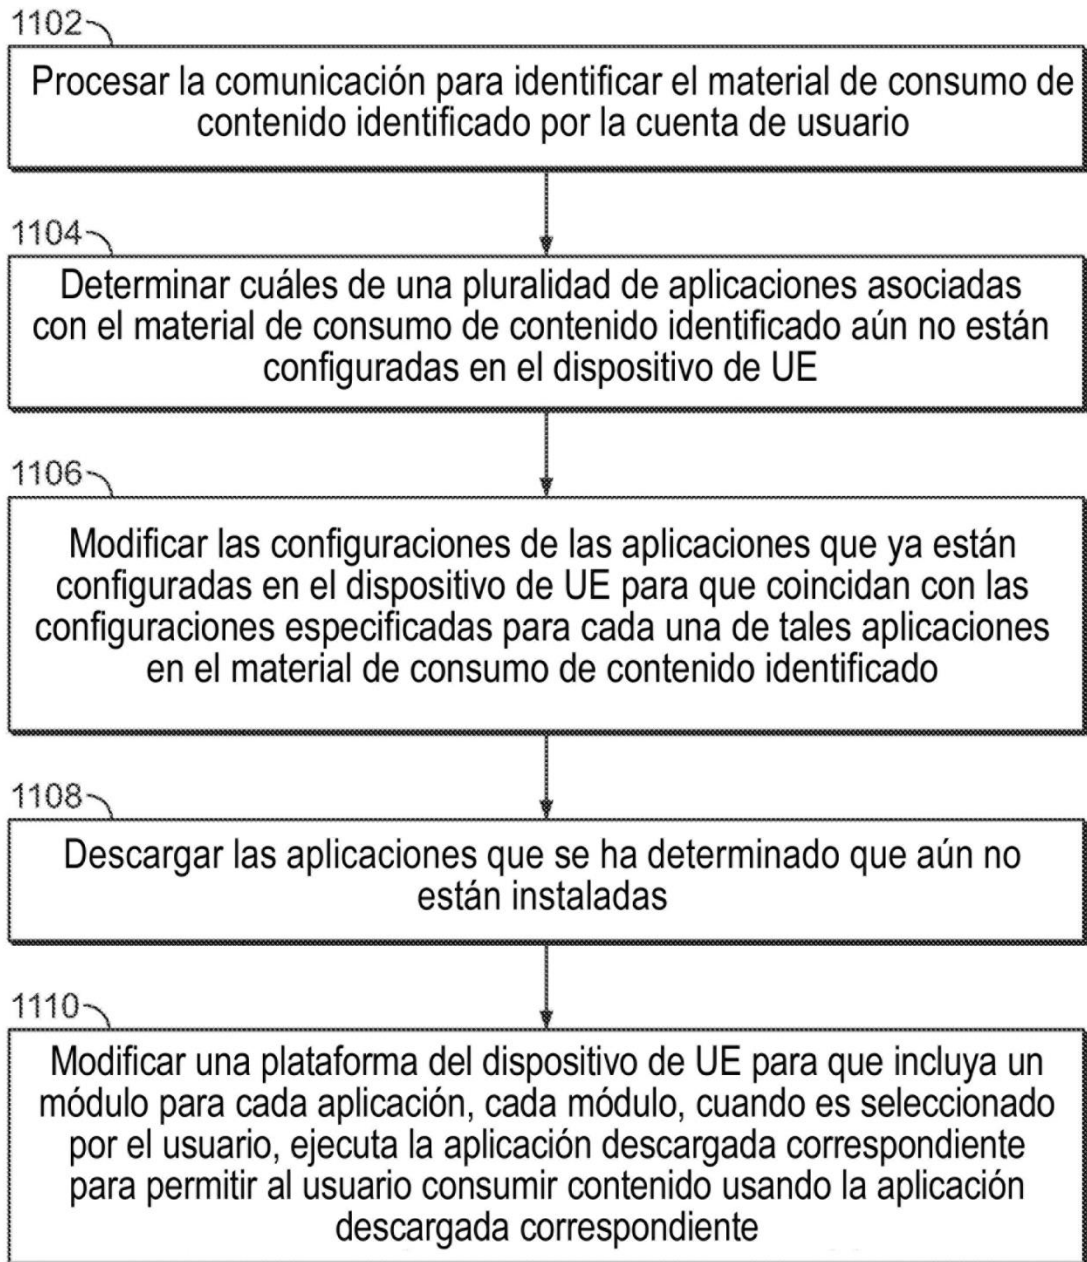 1102
Procesar la comunicación para identificar el material de consumo de
contenido identificado por la cuenta de usuario
1104
Determinar cuáles de una pluralidad de aplicaciones asociadas
con el material de consumo de contenido identificado aún no están
configuradas en el dispositivo de UE
1106
Modificar las configuraciones de las aplicaciones que ya están
configuradas en el dispositivo de UE para que coincidan con las
configuraciones especificadas para cada una de tales aplicaciones
en el material de consumo de contenido identificado
1108
Descargar las aplicaciones que se ha determinado que aún no
están instaladas
1110
Modificar una plataforma del dispositivo de UE para que incluya un
módulo para cada aplicación, cada módulo, cuando es seleccionado
por el usuario, ejecuta la aplicación descargada correspondiente
para permitir al usuario consumir contenido usando la aplicación
descargada correspondiente